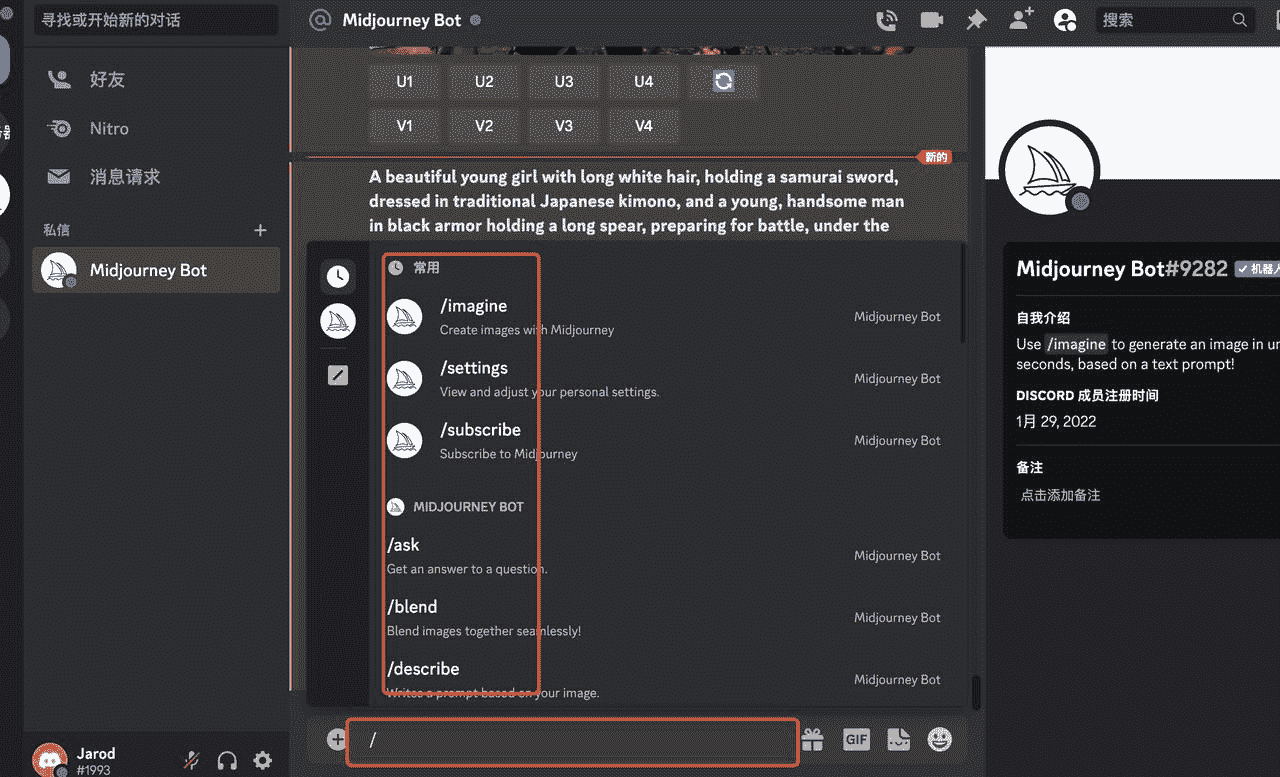 寻找或开始新的对话
Midjourney Bot
搜索
好友
Nitro
消息请求
私信
Midjourney Bot
Jarod
#1993
U1 U2 U3 U4
V1 V2 V3 V4
新的
A beautiful young girl with long white hair, holding a samurai sword,
dressed in traditional Japanese kimono, and a young, handsome man
in black armor holding a long spear, preparing for battle, under the
常用
/imagine
Create images with Midjourney
Midjourney Bot
/settings
View and adjust your personal settings.
Midjourney Bot
/subscribe
Subscribe to Midjourney
Midjourney Bot
MIDJOURNEY BOT
/ask
Get an answer to a question.
Midjourney Bot
/blend
Blend images together seamlessly!
Midjourney Bot
/describe
Writes a prompt based on your image.
Midjourney Bot
/
GIF
Midjourney Bot#9282 机器人
自我介绍
Use /imagine to generate an image in un
seconds, based on a text prompt!
DISCORD 成员注册时间
1月 29, 2022
备注
点击添加备注